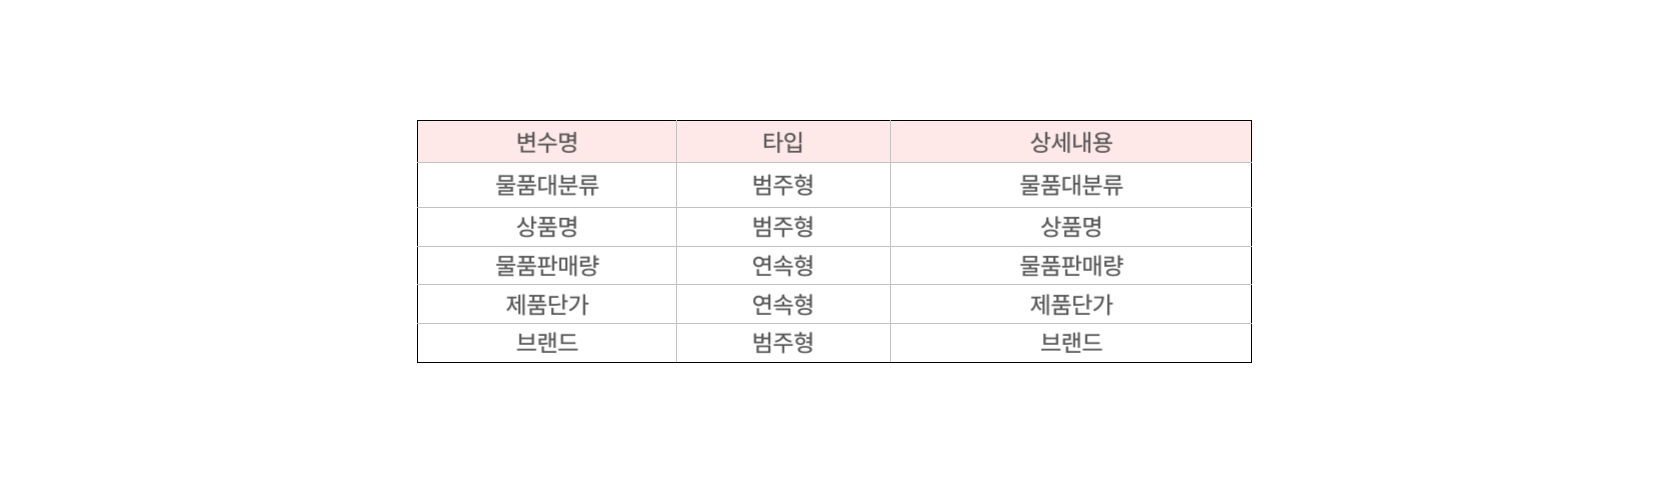 변수명 타입 상세내용
물품대분류 범주형 물품대분류
상품명 범주형 상품명
물품판매량 연속형 물품판매량
제품단가 연속형 제품단가
브랜드 범주형 브랜드